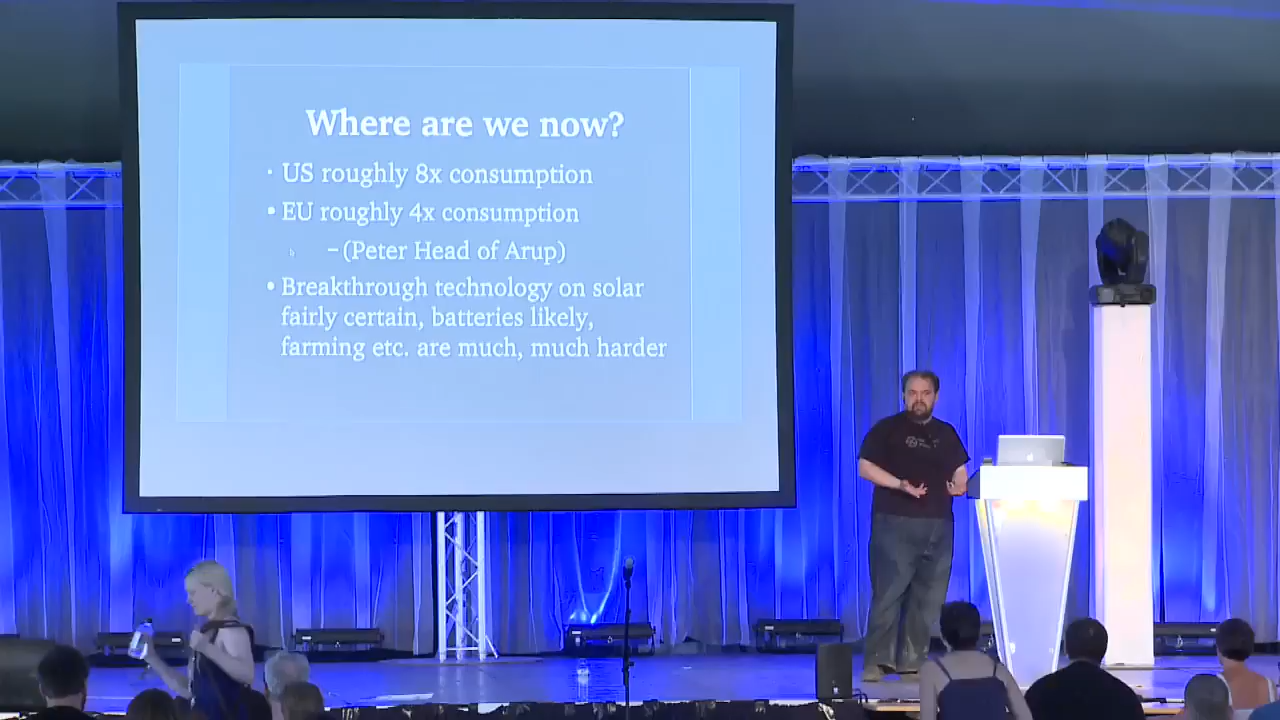 Where are we now?
• US roughly 8x consumption
• EU roughly 4x consumption
– (Peter Head of Arup)
• Breakthrough technology on solar
fairly certain, batteries likely,
farming etc. are much, much harder